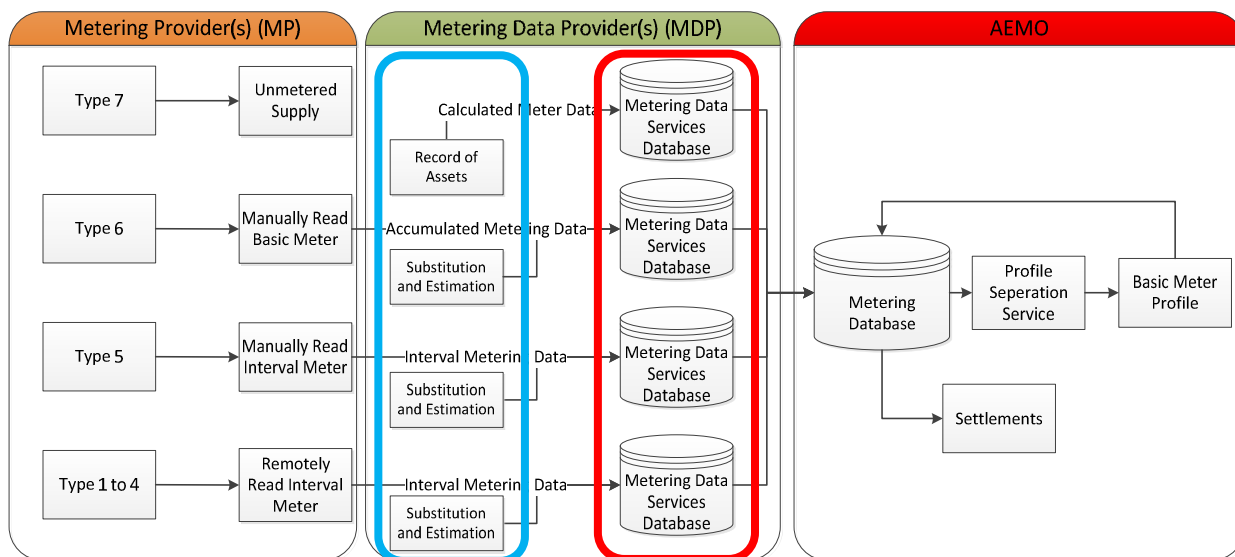 Metering Provider(s) (MP)
Metering Data Provider(s) (MDP)
AEMO
Type 7
Unmetered
Supply
Calculated Meter Data
Record of
Assets
Metering Data
Services
Database
Type 6
Manually Read
Basic Meter
Accumulated Metering Data
Substitution
and Estimation
Metering Data
Services
Database
Type 5
Manually Read
Interval Meter
Interval Metering Data
Substitution
and Estimation
Metering Data
Services
Database
Type 1 to 4
Remotely
Read Interval
Meter
Interval Metering Data
Substitution
and Estimation
Metering Data
Services
Database
Metering
Database
Profile
Seperation
Service
Basic Meter
Profile
Settlements